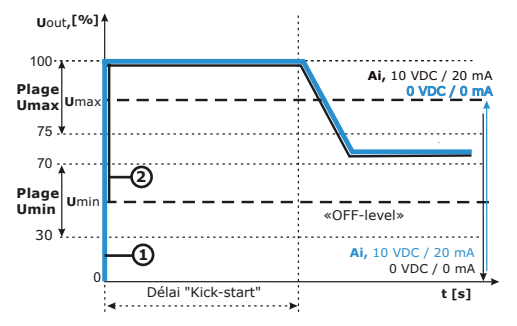 Uout,[%]
100
Ai, 10 VDC / 20 mA
0 VDC / 0 mA
Plage
Umax
Umax
75
70
②
Plage
Umin
Umin
«OFF-level»
30
①
Ai, 10 VDC / 20 mA
0 VDC / 0 mA
0
Délai "Kick-start"
t [s]